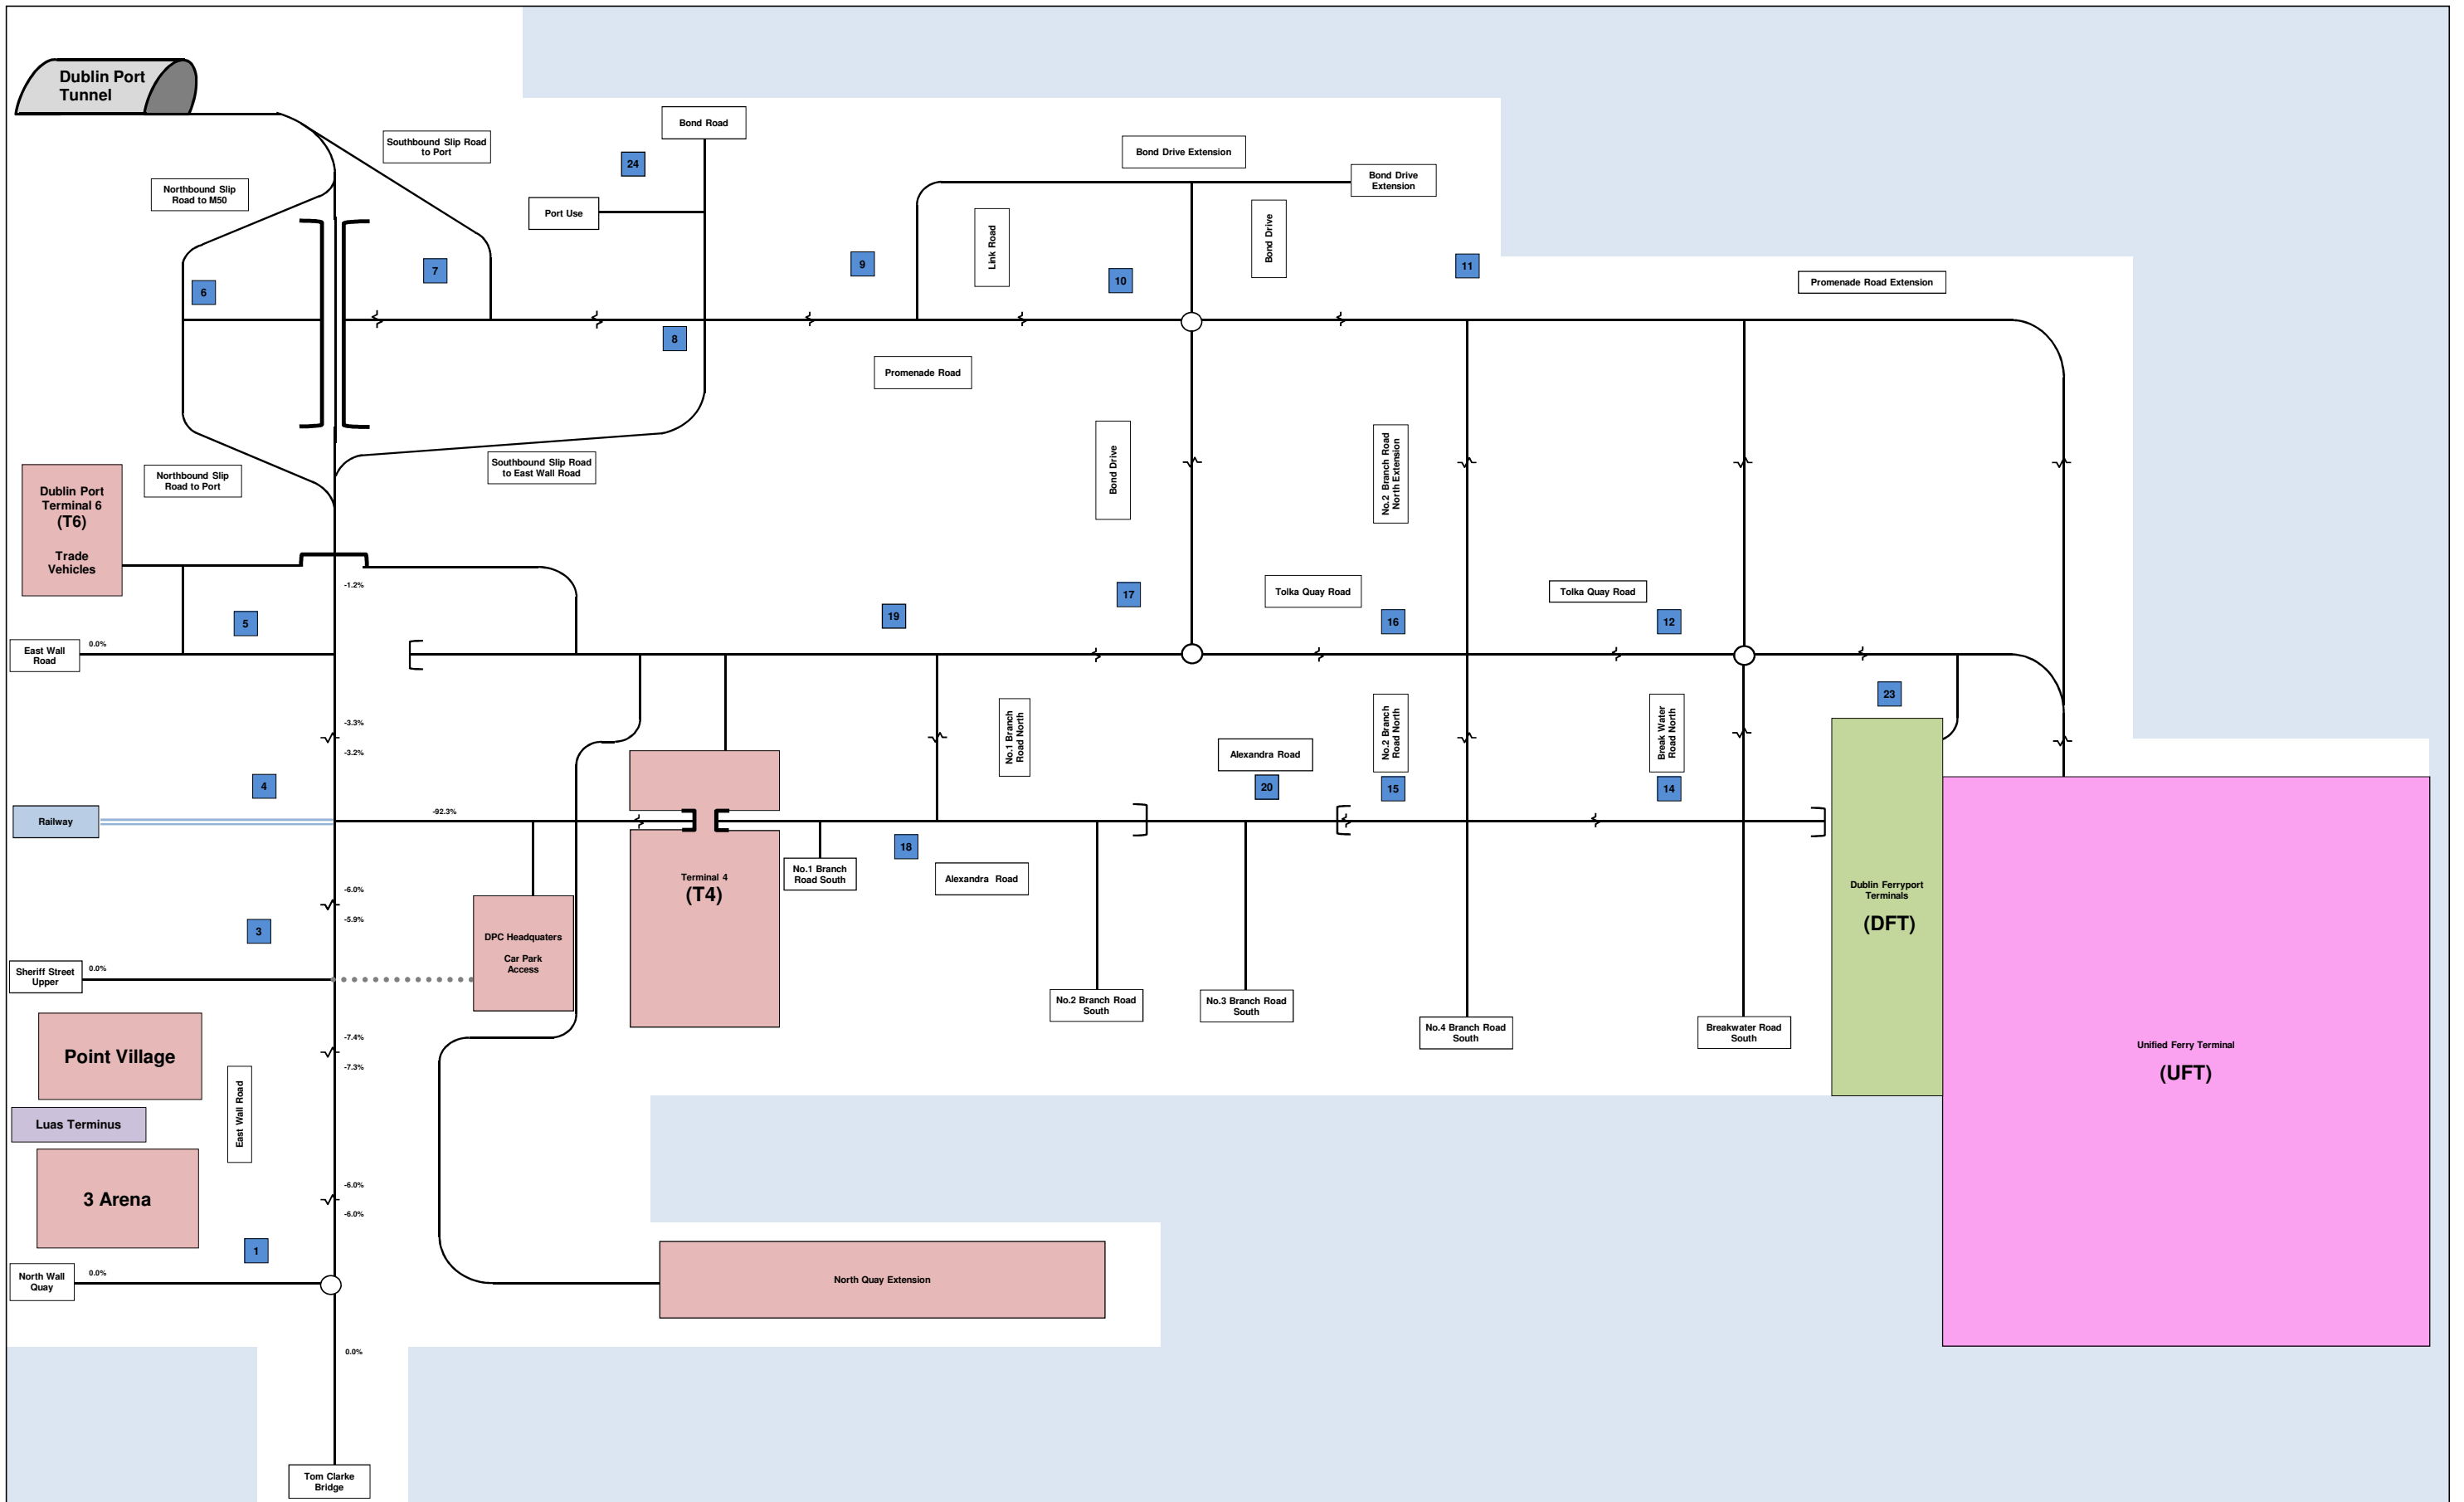 Dublin Port
Tunnel
Bond Road
Southbound Slip Road
to Port
24
Bond Drive Extension
Bond Drive
Extension
Northbound Slip
Road to M50
Port Use
Link Road
Bond Drive
9
11
7
10
Promenade Road Extension
6
8
Promenade Road
Southbound Slip Road
to East Wall Road
Northbound Slip
Road to Port
Bond Drive
No.2 Branch Road
North Extension
Dublin Port
Terminal 6
(T6)
Trade
Vehicles
-1.2%
17
Tolka Quay Road
Tolka Quay Road
19
5
16
12
East Wall
Road
0.0%
23
-3.3%
-3.2%
No.1 Branch
Road North
No.2 Branch
Road North
Break Water
Road North
Alexandra Road
4
20
15
14
Railway
-92.3%
18
No.1 Branch
Road South
Alexandra Road
Terminal 4
(T4)
-6.0%
-5.9%
3
Dublin Ferryport
Terminals
(DFT)
DPC Headquaters
Car Park
Access
Sheriff Street
Upper
0.0%
No.2 Branch Road
South
No.3 Branch Road
South
No.4 Branch Road
South
Breakwater Road
South
Unified Ferry Terminal
(UFT)
-7.4%
-7.3%
Point Village
East Wall Road
Luas Terminus
3 Arena
-6.0%
-6.0%
1
North Wall
Quay
0.0%
North Quay Extension
0.0%
Tom Clarke
Bridge